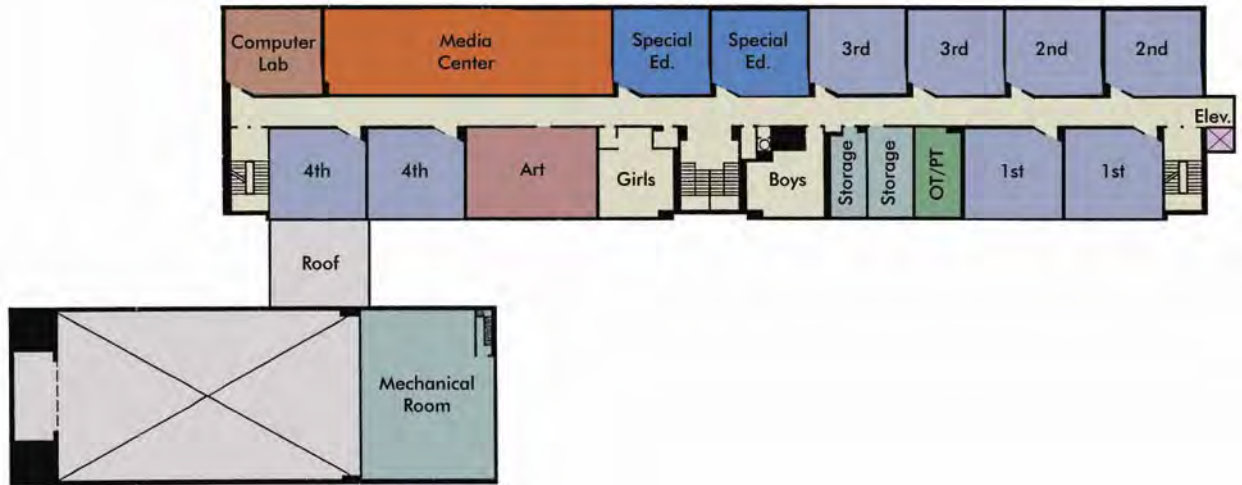 Computer
Lab
Media
Center
Special
Ed.
Special
Ed.
3rd
3rd
2nd
2nd
Elev.
4th
4th
Art
Girls
Boys
Storage
Storage
OT/PT
1st
1st
Roof
Mechanical
Room